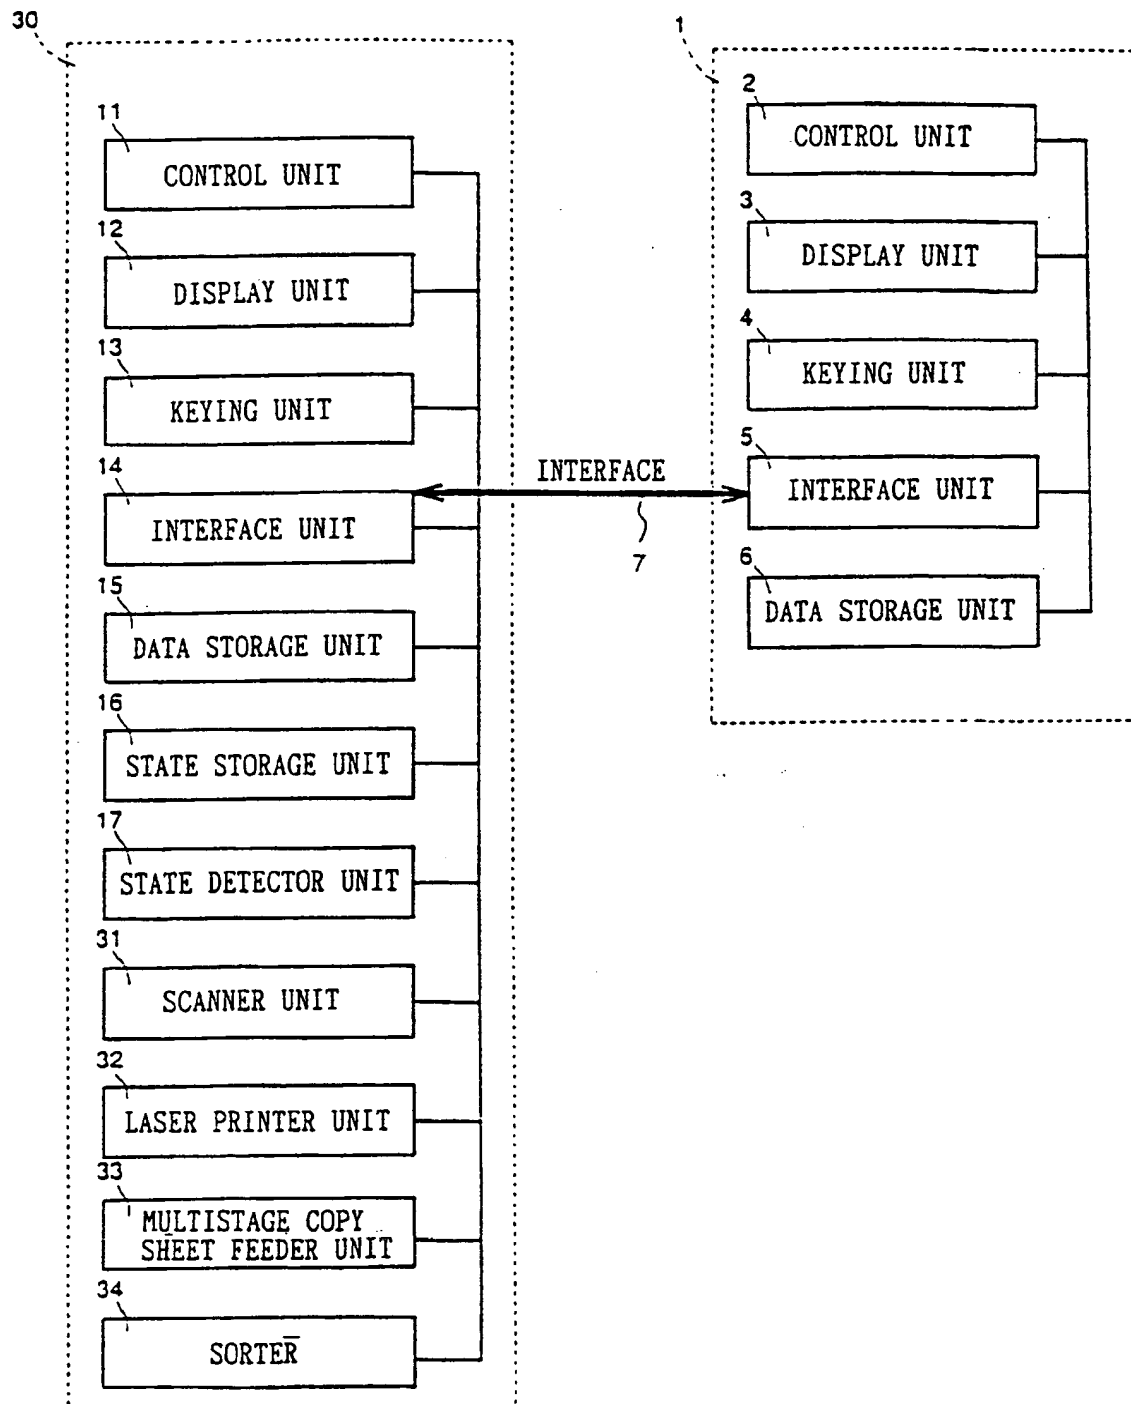 30
11
CONTROL UNIT
12
DISPLAY UNIT
13
KEYING UNIT
14
INTERFACE UNIT
15
DATA STORAGE UNIT
16
STATE STORAGE UNIT
17
STATE DETECTOR UNIT
31
SCANNER UNIT
32
LASER PRINTER UNIT
33
MULTISTAGE COPY
SHEET FEEDER UNIT
34
SORTER
INTERFACE
7
1
2
CONTROL UNIT
3
DISPLAY UNIT
4
KEYING UNIT
5
INTERFACE UNIT
6
DATA STORAGE UNIT